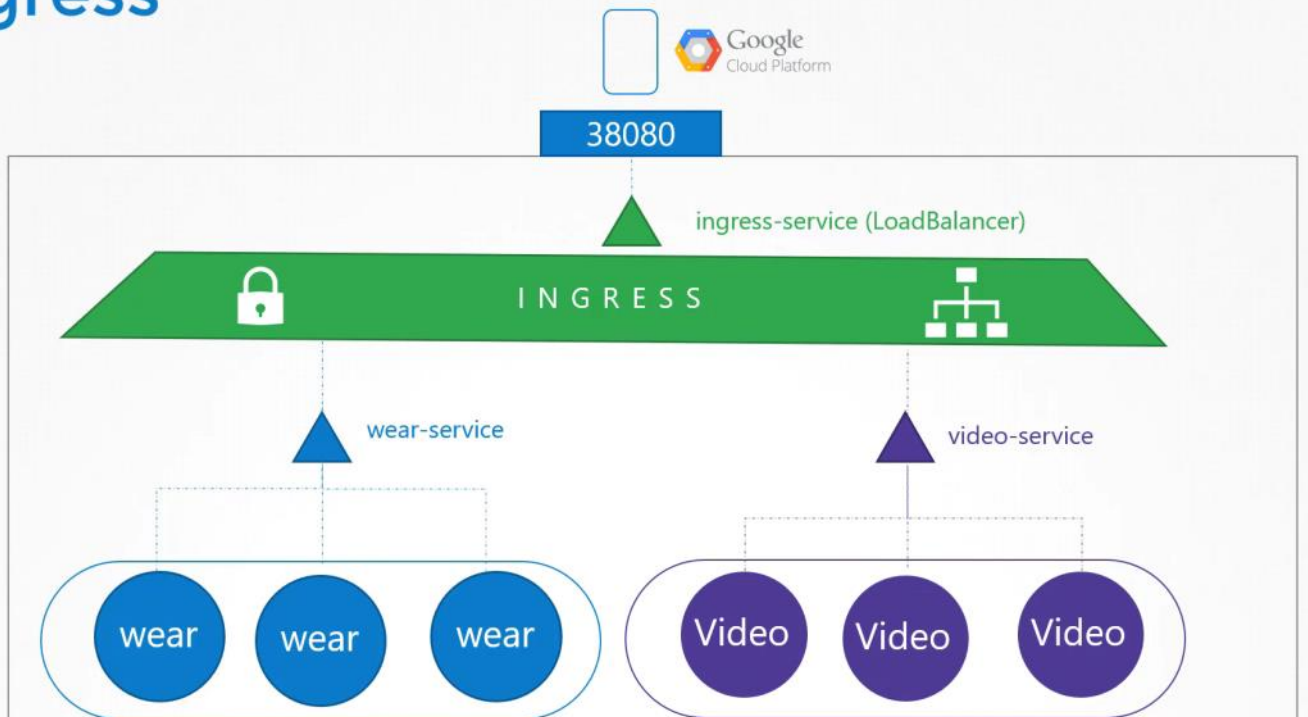 gress
Google
Cloud Platform
38080
ingress-service (LoadBalancer)
INGRESS
wear-service
video-service
wear
wear
wear
Video
Video
Video